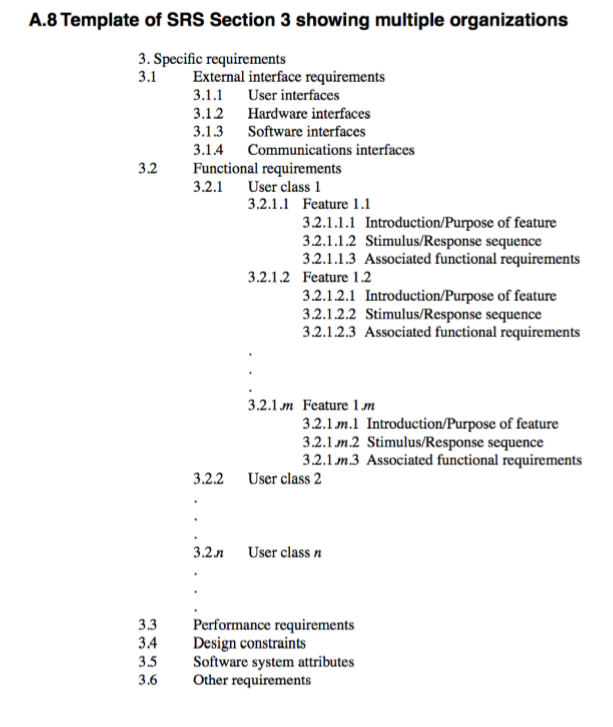 A.8 Template of SRS Section 3 showing multiple organizations
3. Specific requirements
3.1 External interface requirements
3.1.1 User interfaces
3.1.2 Hardware interfaces
3.1.3 Software interfaces
3.1.4 Communications interfaces
3.2 Functional requirements
3.2.1 User class 1
3.2.1.1 Feature 1.1
3.2.1.1.1 Introduction/Purpose of feature
3.2.1.1.2 Stimulus/Response sequence
3.2.1.1.3 Associated functional requirements
3.2.1.2 Feature 1.2
3.2.1.2.1 Introduction/Purpose of feature
3.2.1.2.2 Stimulus/Response sequence
3.2.1.2.3 Associated functional requirements
.
.
.
3.2.1.m Feature 1.m
3.2.1.m.1 Introduction/Purpose of feature
3.2.1.m.2 Stimulus/Response sequence
3.2.1.m.3 Associated functional requirements
3.2.2 User class 2
.
.
.
3.2.n User class n
.
.
.
3.3 Performance requirements
3.4 Design constraints
3.5 Software system attributes
3.6 Other requirements